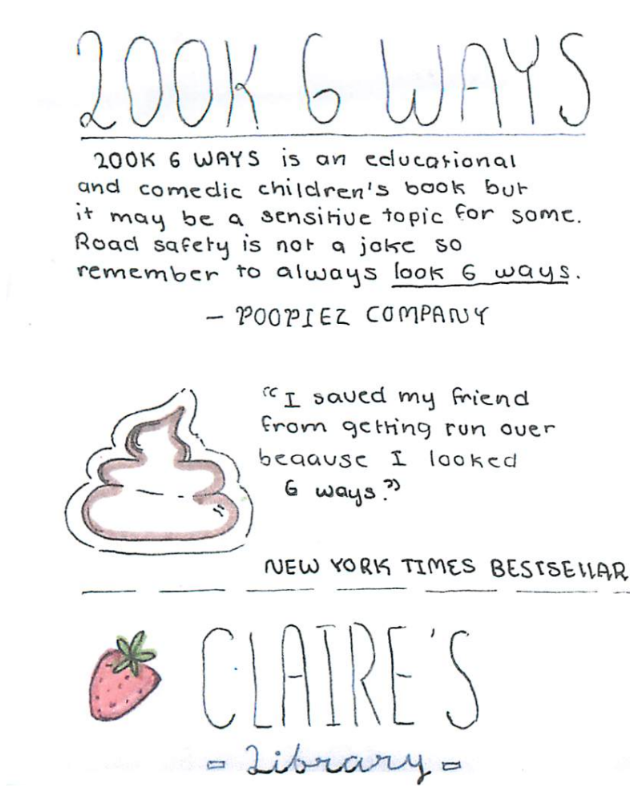 200K 6 WAYS
200K 6 WAYS is an educational
and comedic children's book but
it may be a sensitive topic for some.
Road safety is not a joke so
remember to always look 6 ways.
- POOPIEZ COMPANY
"I saved my friend
from getting run over
beaause I looked
6 ways."
NEW YORK TIMES BESTSEllAR
CLAIRE'S
Library